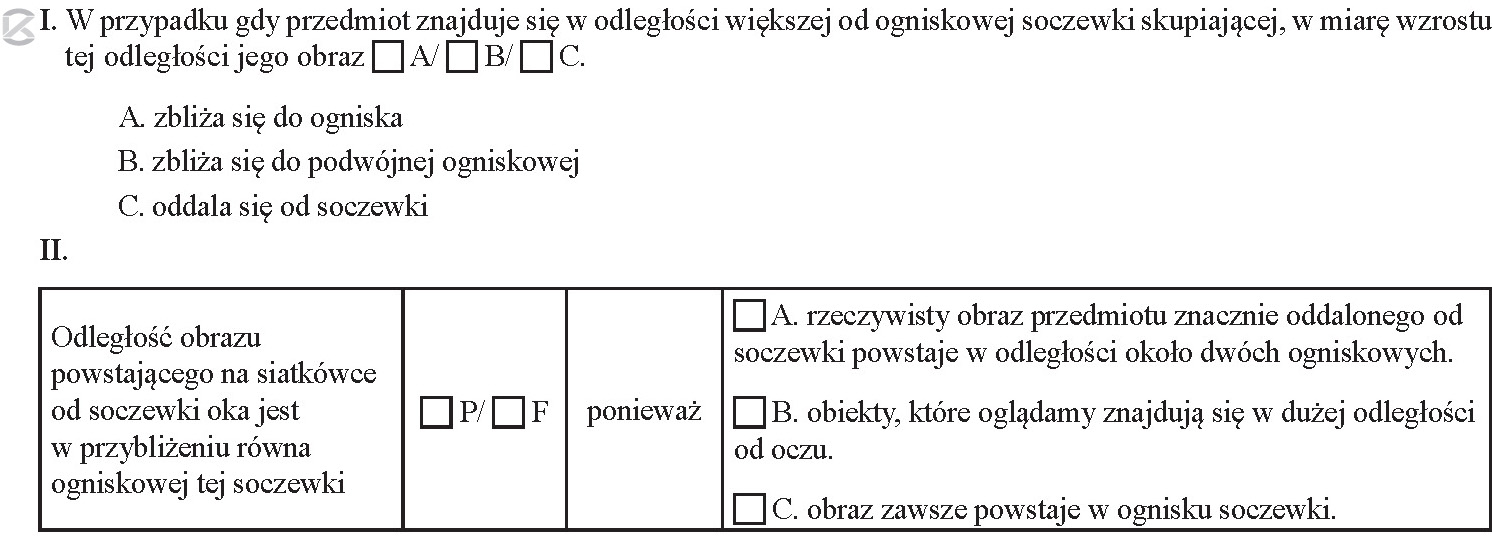 I. W przypadku gdy przedmiot znajduje się w odległości większej od ogniskowej soczewki skupiającej, w miarę wzrostu
tej odległości jego obraz ☐ A/ ☐ B/ ☐ C.
A. zbliża się do ogniska
B. zbliża się do podwójnej ogniskowej
C. oddala się od soczewki
II.
Odległość obrazu
powstającego na siatkówce
od soczewki oka jest
w przybliżeniu równa
ogniskowej tej soczewki
☐ P/ ☐ F
ponieważ
☐ A. rzeczywisty obraz przedmiotu znacznie oddalonego od
soczewki powstaje w odległości około dwóch ogniskowych.
☐ B. obiekty, które oglądamy znajdują się w dużej odległości
od oczu.
☐ C. obraz zawsze powstaje w ognisku soczewki.